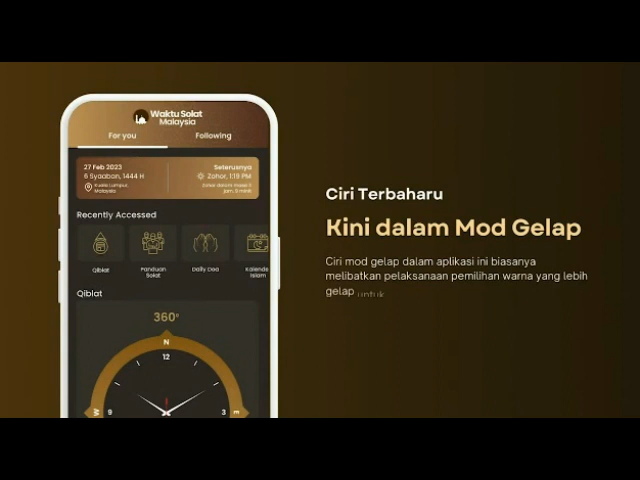 Waktu Solat
Malaysia
For you
Following
27 Feb 2023
6 Syaaban, 1444 H
Kuala Lumpur,
Malaysia
Seterusnya
Zohor, 1:19 PM
Recently Accessed
Qiblat
Panduan
Solat
Daily Doa
Kalenda
Islam
Qiblat
360°
N
12
W
9
3
E
Ciri Terbaharu
Kini dalam Mod Gelap
Ciri mod gelap dalam aplikasi ini biasanya
melibatkan pelaksanaan pemilihan warna yang lebih
gelap untuk